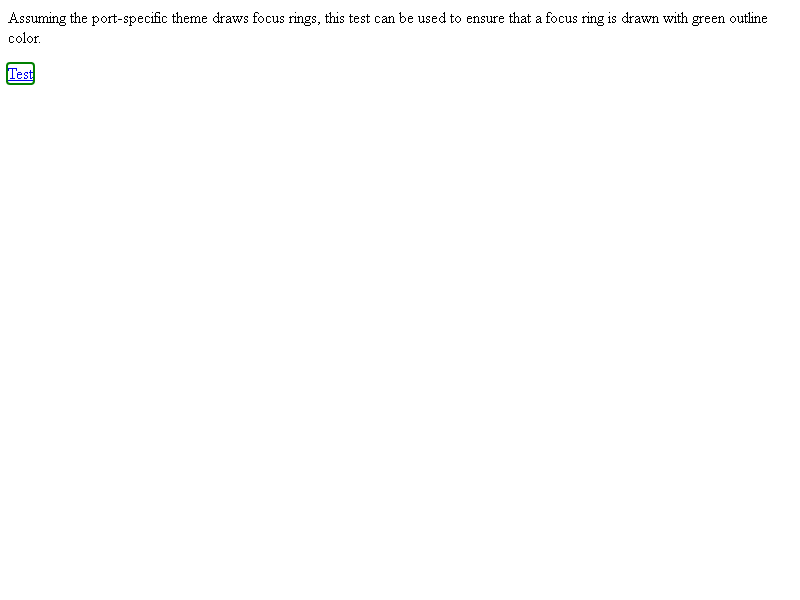 Assuming the port-specific theme draws focus rings, this test can be used to ensure that a focus ring is drawn with green outline
color.
Test